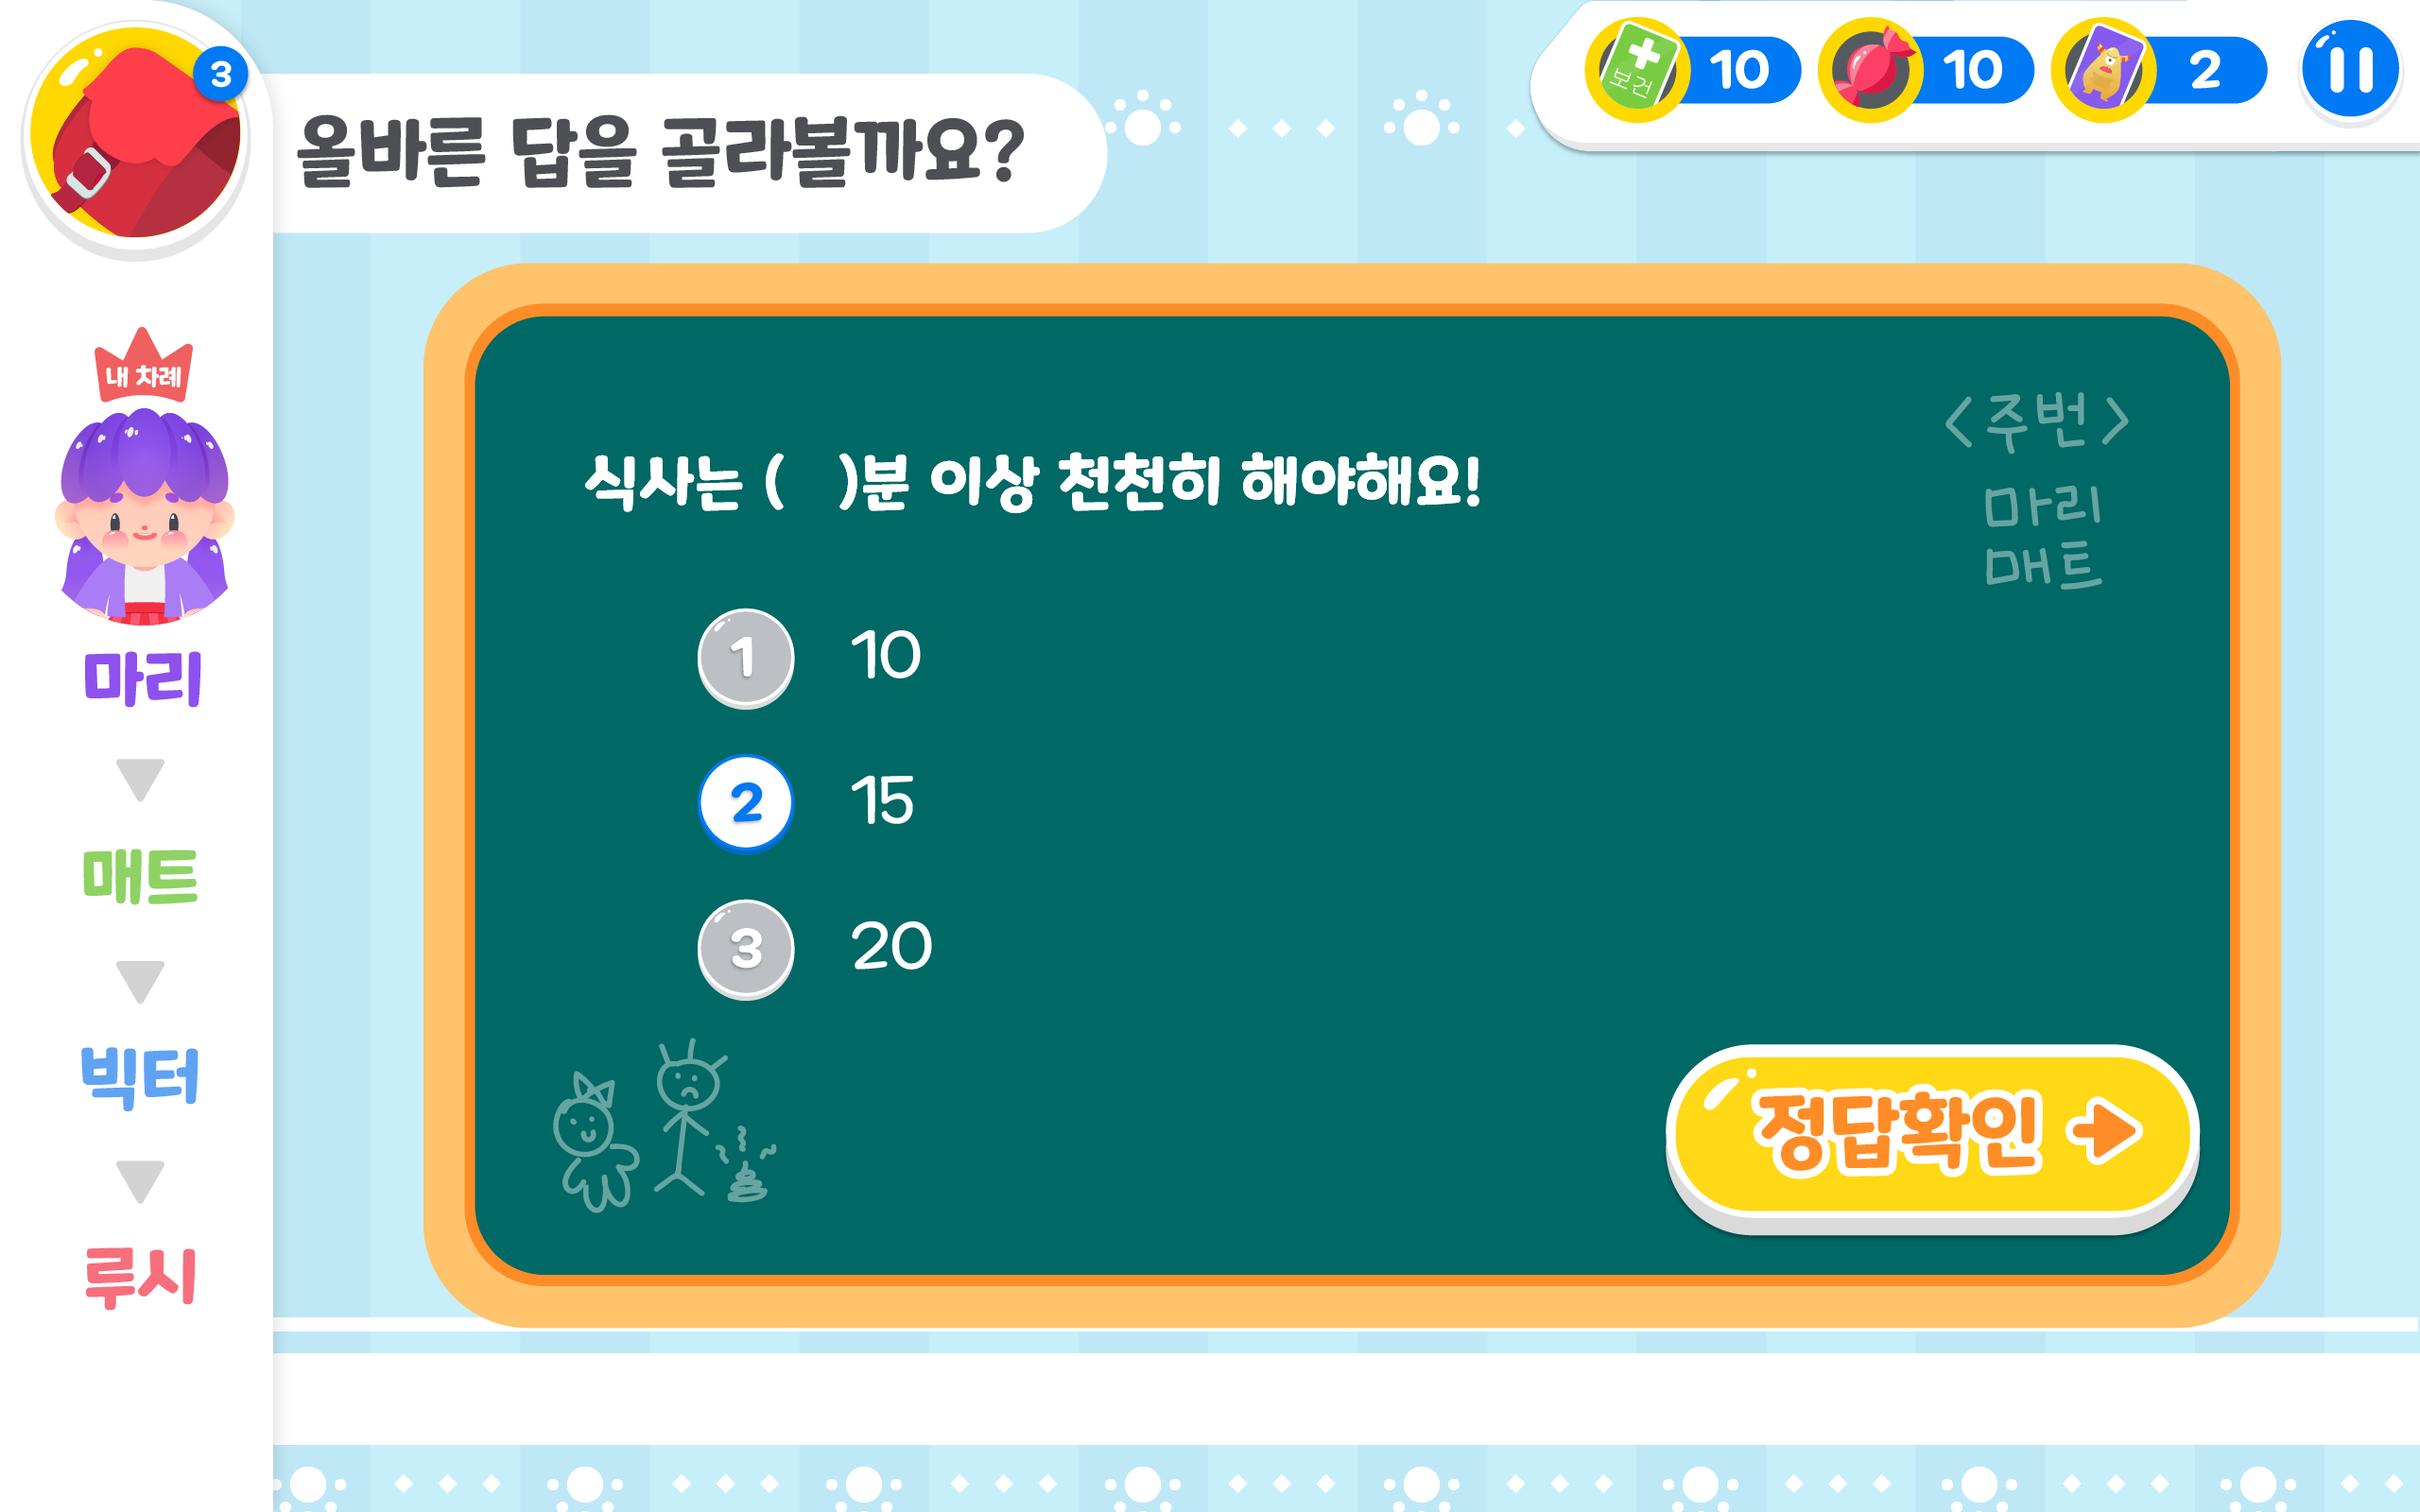 3
올바른 답을 골라볼까요?
보건
10
10
2
내 차례
마리
매트
빅터
루시
식사는 ( )분 이상 천천히 해야해요!
1 10
2 15
3 20
<주번>
마리
매트
정답확인